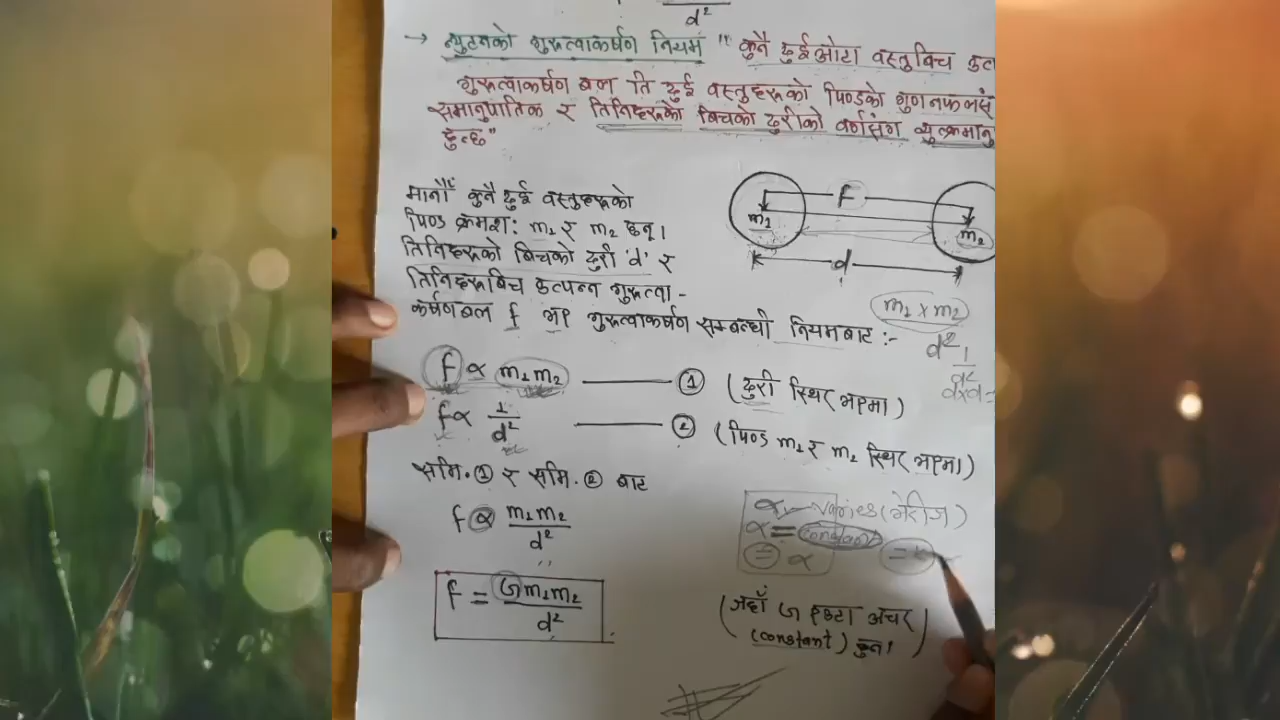 d²
→ न्युटनको गुरुत्वाकर्षण नियम "कुनै दुईओटा वस्तुबिच
गुरुत्वाकर्षण बल ति दुई वस्तुहरुको पिण्डको गुणनफलसं
समानुपातिक र तिनिहरुको बिचको दुरीको वर्गसंग व्युत्क्रमानु
हुन्छ"
मानौं कुनै दुई वस्तुहरुको
पिण्ड क्रमश: m₁ र m₂ छन्।
तिनिहरुको बिचको दुरी 'd' र
तिनिहरुबिच उत्पन्न गुरुत्वा-
कर्षणबल f भए गुरुत्वाकर्षण सम्बन्धी नियमबाट :-
f
m₁
m₂
d
m₁ x m₂
d² 1
d²
f ∝ m₁m₂ ——— ① (दुरी स्थिर भएमा)
f ∝ 1/d² ——— ② (पिण्ड m₁ र m₂ स्थिर भएमा)
समि.① र समि.② बाट
f ∝ m₁m₂/d²
f = Gm₁m₂/d²
∝ varies (भेरिज)
∝ = constant =
= ∝
(जहाँ G एउटा अचर
(constant) हुन।)